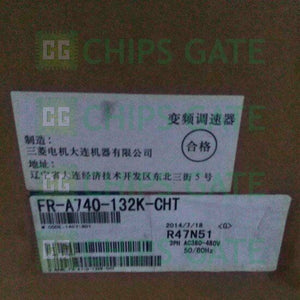 CHIPS GATE
变频调速器
制造：
三菱电机大连机器有限公司
合格
地址：
辽宁省大连经济技术开发区东北三街5号
FR-A740-132K-CHT
2014/7/18 <G>
R47N51
3PH AC380-480V
50/60Hz